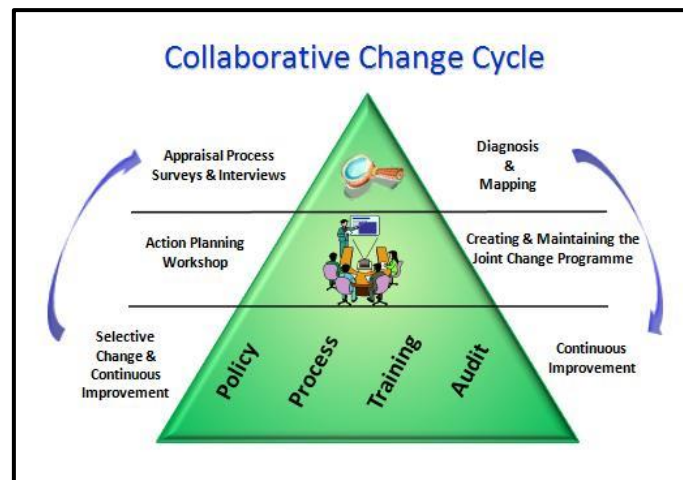 Collaborative Change Cycle
Appraisal Process
Surveys & Interviews
Diagnosis
&
Mapping
Action Planning
Workshop
Creating & Maintaining the
Joint Change Programme
Selective
Change &
Continuous
Improvement
Policy
Process
Training
Audit
Continuous
Improvement